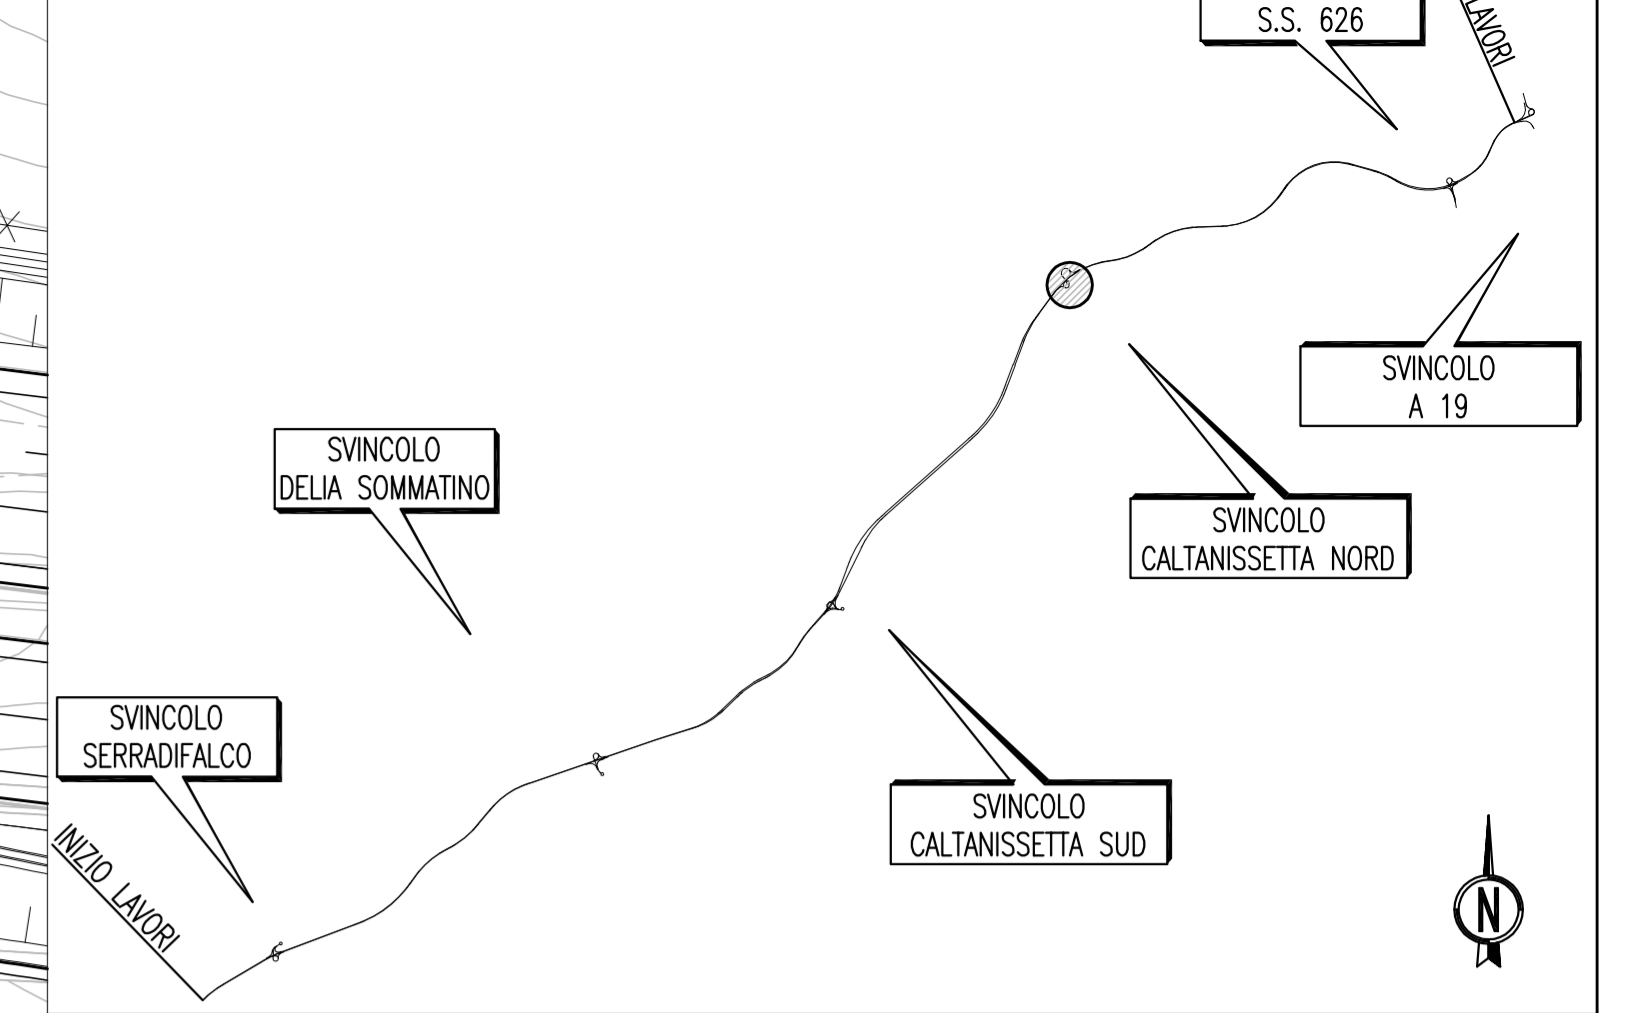 S.S. 626
LAVORI
SVINCOLO
A 19
SVINCOLO
DELIA SOMMATINO
SVINCOLO
CALTANISSETTA NORD
SVINCOLO
SERRADIFALCO
SVINCOLO
CALTANISSETTA SUD
INIZIO LAVORI
N